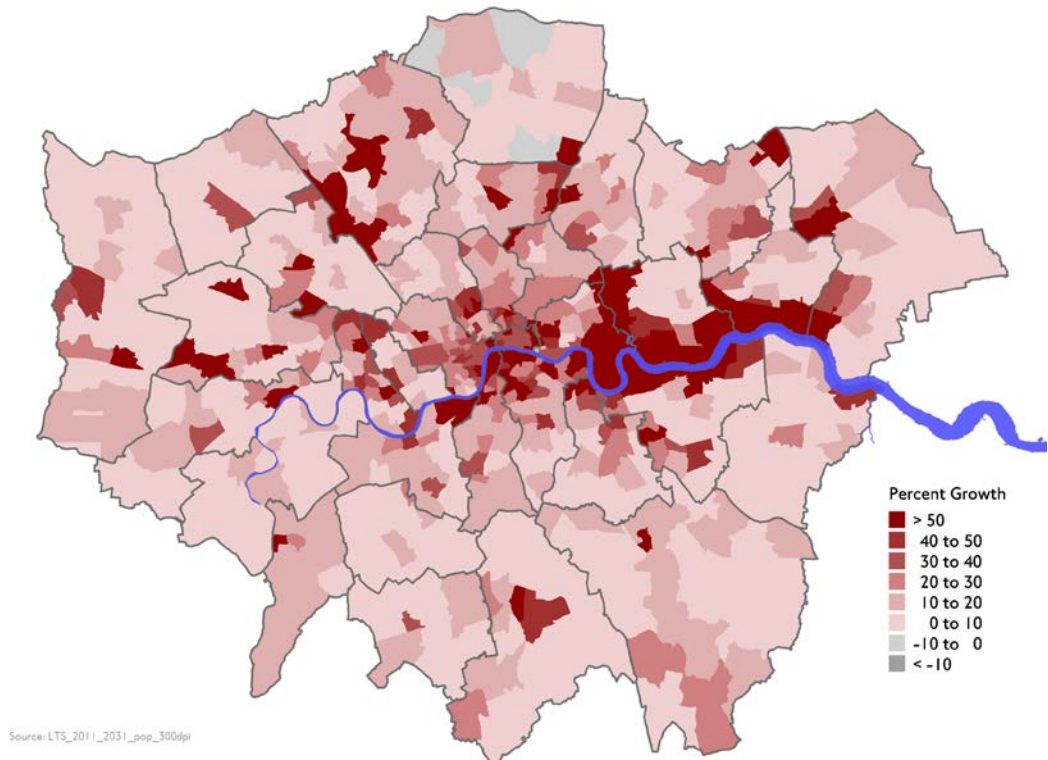 Percent Growth
> 50
40 to 50
30 to 40
20 to 30
10 to 20
0 to 10
-10 to 0
< -10
Source: LTS_2011_2031_pop_300dpi